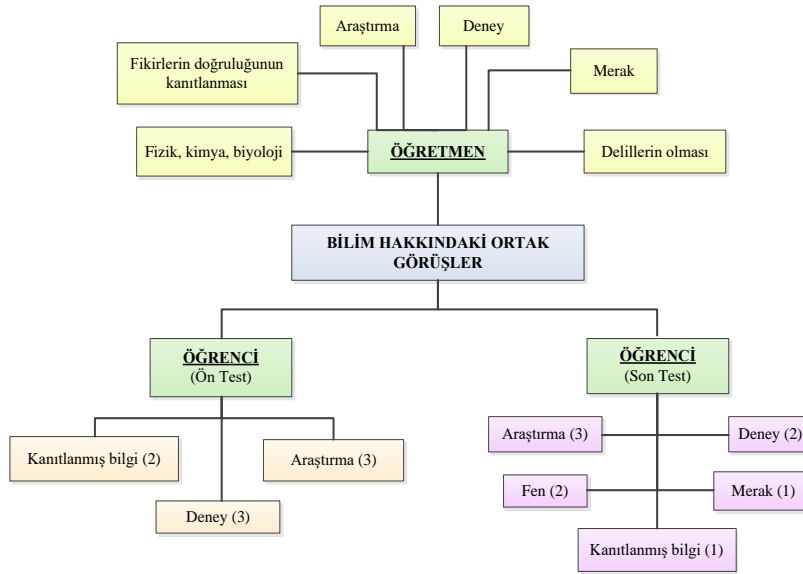 Araştırma
Deney
Fikirlerin doğruluğunun
kanıtlanması
Merak
Fizik, kimya, biyoloji
ÖĞRETMEN
Delillerin olması
BİLİM HAKKINDAKİ ORTAK
GÖRÜŞLER
ÖĞRENCİ
(Ön Test)
ÖĞRENCİ
(Son Test)
Kanıtlanmış bilgi (2)
Araştırma (3)
Deney (3)
Araştırma (3)
Deney (2)
Fen (2)
Merak (1)
Kanıtlanmış bilgi (1)